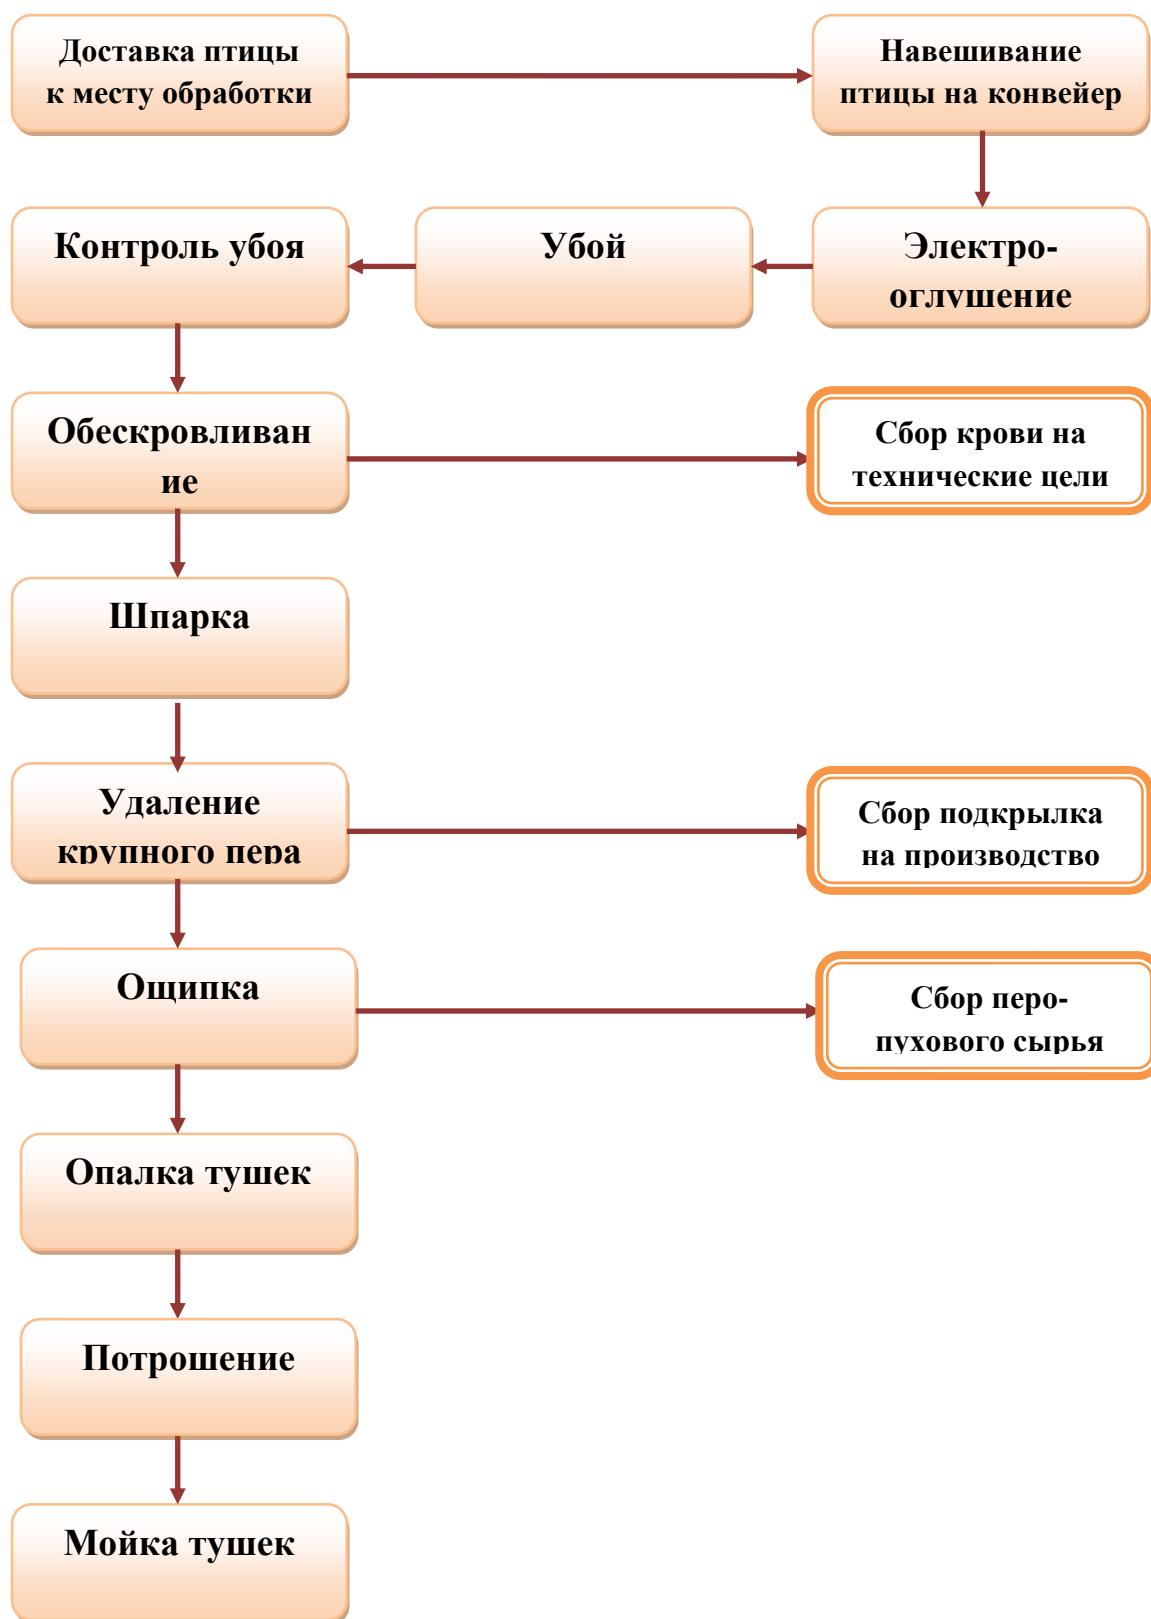 Доставка птицы
к месту обработки
Навешивание
птицы на конвейер
Контроль убоя
Убой
Электро-
оглушение
Обескровливан
ие
Сбор крови на
технические цели
Шпарка
Удаление
крупного пера
Сбор подкрылка
на производство
Ощипка
Сбор перо-
пухового сырья
Опалка тушек
Потрошение
Мойка тушек